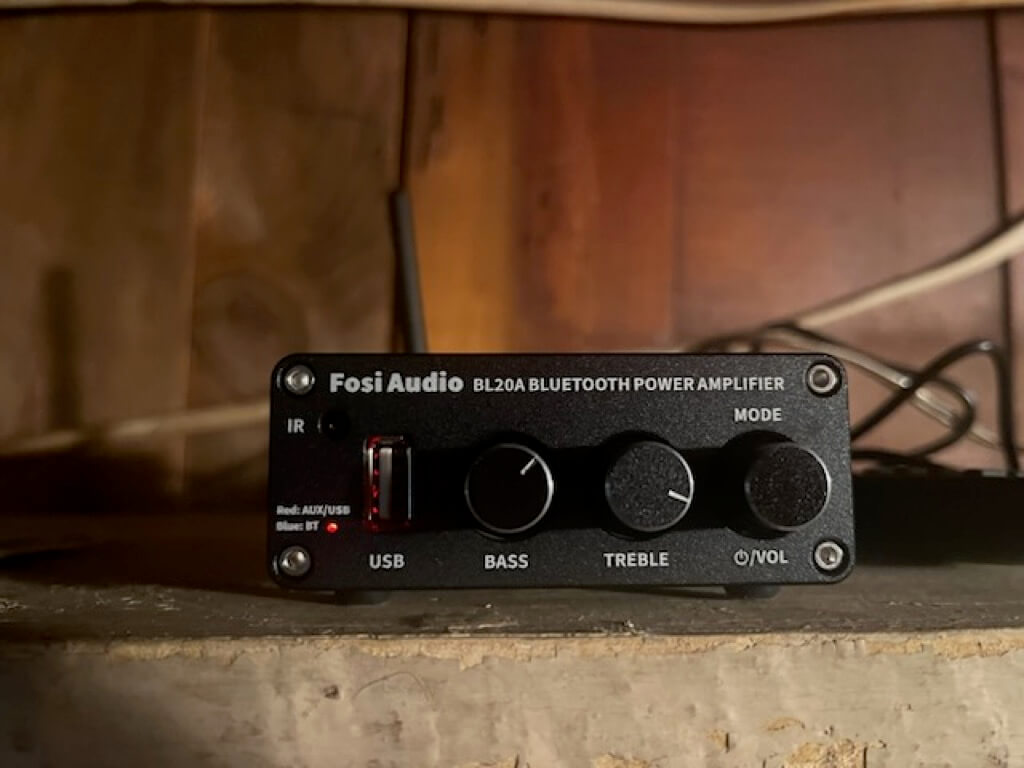 Fosi Audio BL20A BLUETOOTH POWER AMPLIFIER
MODE
IR
Red: AUX/USB
Blue: BT
USB BASS TREBLE ⏻/VOL